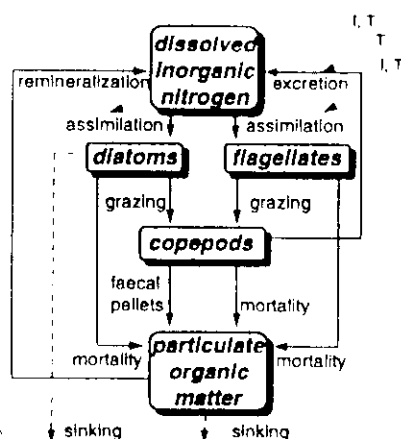 I, T
T
I, T
dissolved
inorganic
nitrogen
remineralization
excretion
assimilation
assimilation
diatoms
flagellates
grazing
grazing
copepods
faecal
pellets
mortality
mortality
particulate
organic
matter
mortality
sinking
sinking